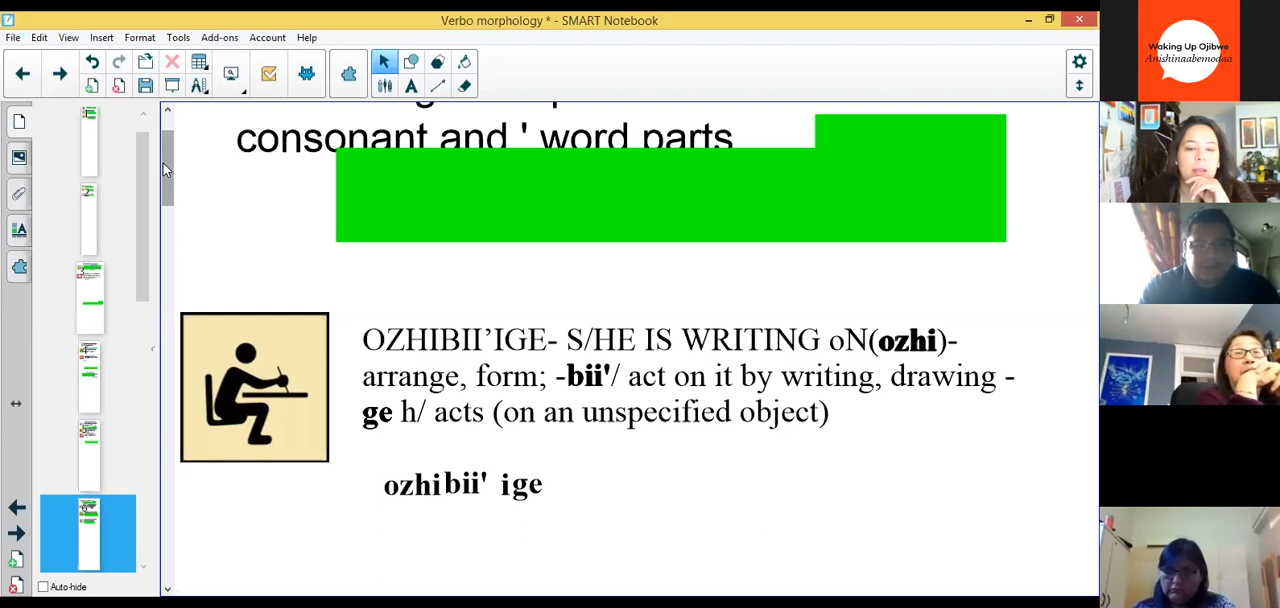 Verbo morphology * - SMART Notebook
File Edit View Insert Format Tools Add-ons Account Help
Waking Up Ojibwe
Anishinaabemodaa
consonant and ' word parts
OZHIBII’IGE- S/HE IS WRITING oN(ozhi)-
arrange, form; -bii'/ act on it by writing, drawing -
ge h/ acts (on an unspecified object)
ozhibii' ige
Auto-hide